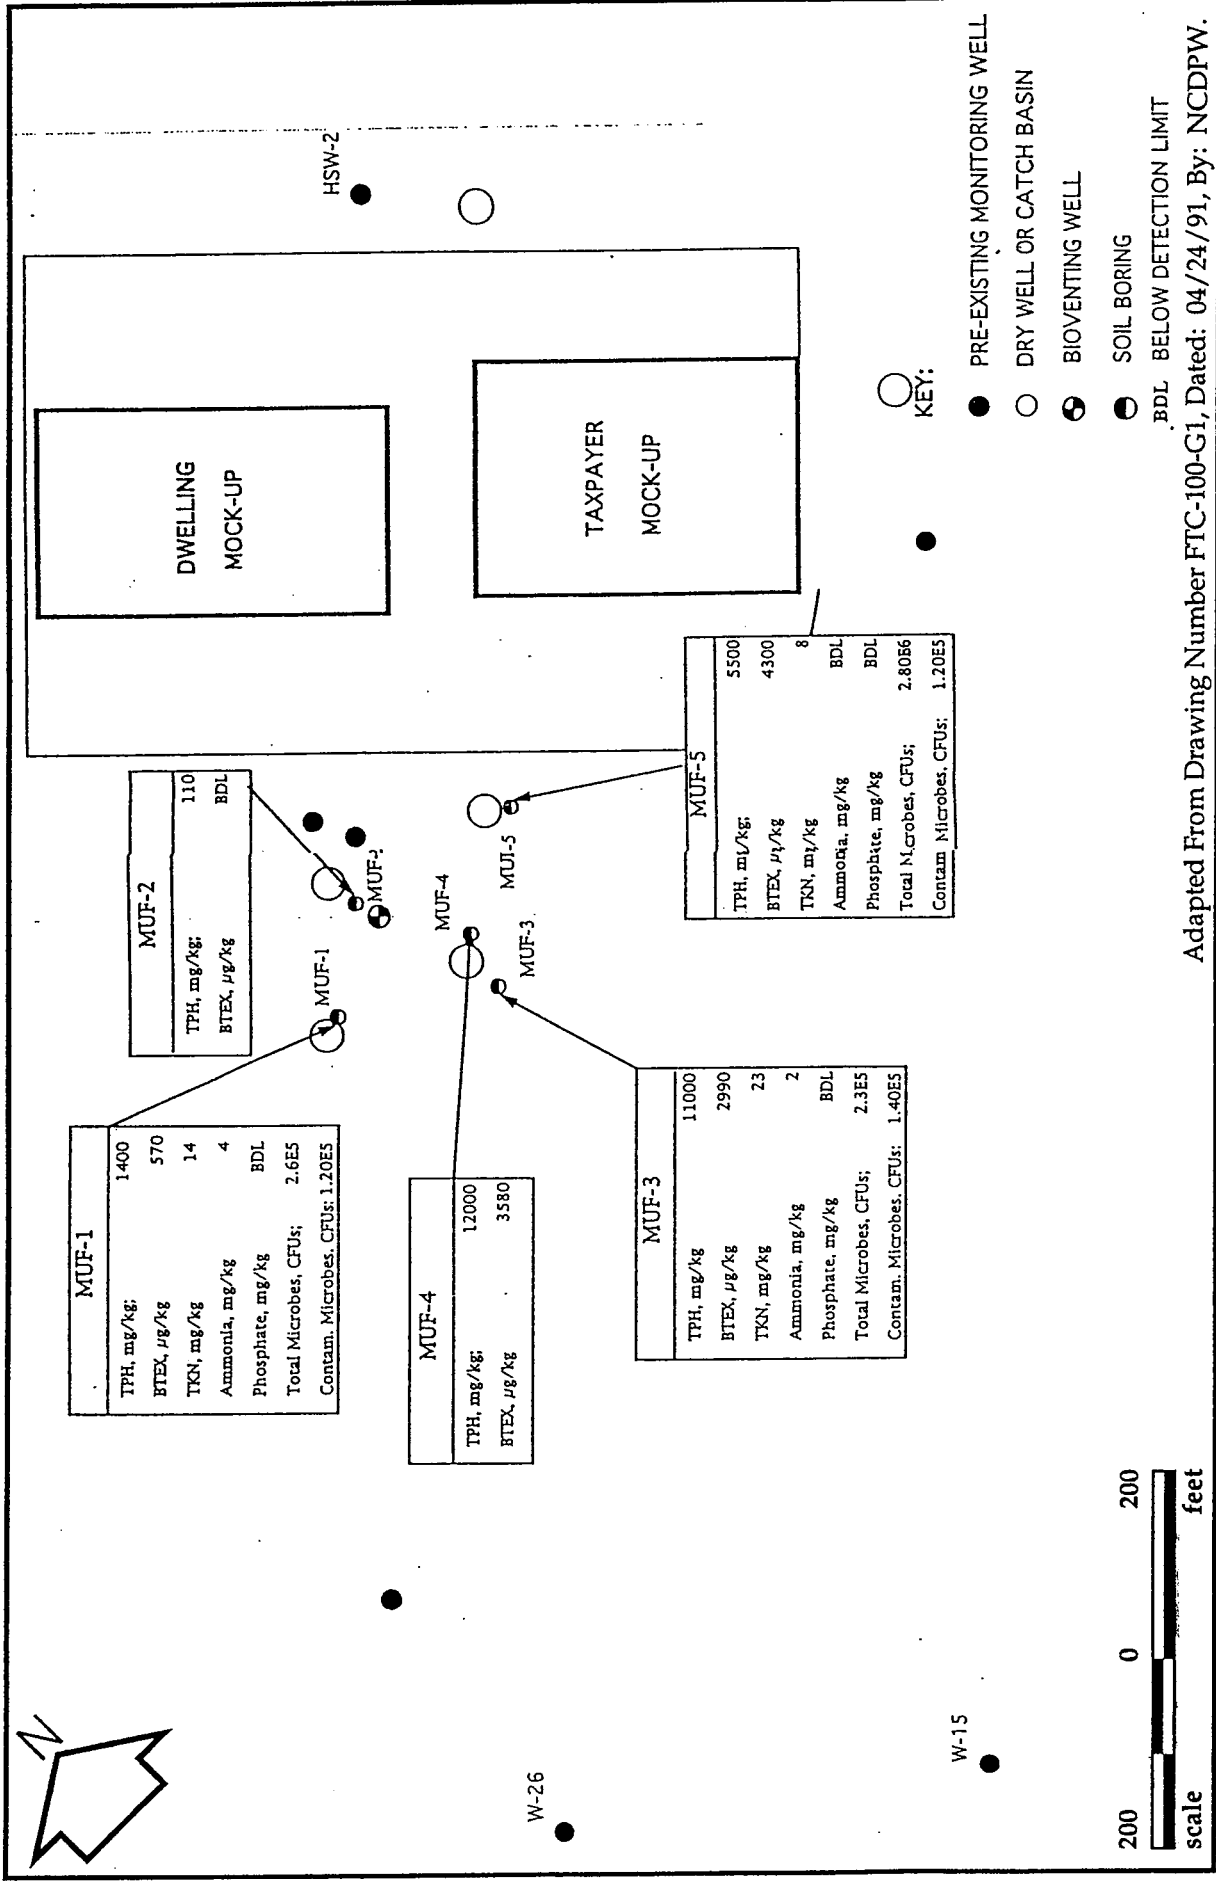 MUF-1
TPH, mg/kg; 1400
BTEX, µg/kg 570
TKN, mg/kg 14
Ammonia, mg/kg 4
Phosphate, mg/kg BDL
Total Microbes, CFUs; 2.6E5
Contam. Microbes. CFUs: 1.20E5
MUF-2
TPH, mg/kg; 110
BTEX, µg/kg BDL
MUF-4
TPH, mg/kg; 12000
BTEX, µg/kg 3580
MUF-3
TPH, mg/kg 11000
BTEX, µg/kg 2990
TKN, mg/kg 23
Ammonia, mg/kg 2
Phosphate, mg/kg BDL
Total Microbes, CFUs; 2.3E5
Contam. Microbes. CFUs: 1.40E5
MUF-5
TPH, mg/kg; 5500
BTEX, µg/kg 4300
TKN, mg/kg 8
Ammonia, mg/kg BDL
Phosphate, mg/kg BDL
Total Microbes, CFUs; 2.80E6
Contam Microbes, CFUs; 1.20E5
N
MUF-1
MUF-4
MUF-3
DWELLING
MOCK-UP
TAXPAYER
MOCK-UP
HSW-2
W-26
W-15
KEY:
PRE-EXISTING MONITORING WELL
DRY WELL OR CATCH BASIN
BIOVENTING WELL
SOIL BORING
BDL BELOW DETECTION LIMIT
200 0 200
scale feet
Adapted From Drawing Number FTC-100-G1, Dated: 04/24/91, By: NCDPW.